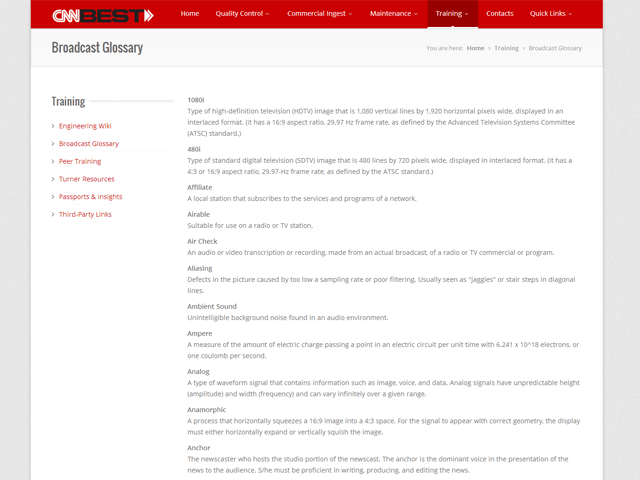 CNN BEST
Home
Quality Control
Commercial Ingest
Maintenance
Training
Contacts
Quick Links
Broadcast Glossary
You are here: Home > Training > Broadcast Glossary
Training
> Engineering Wiki
> Broadcast Glossary
> Peer Training
> Turner Resources
> Passports & Insights
> Third-Party Links
1080i
Type of high-definition television (HDTV) image that is 1,080 vertical lines by 1,920 horizontal pixels wide, displayed in an
interlaced format. (It has a 16:9 aspect ratio, 29.97 Hz frame rate, as defined by the Advanced Television Systems Committee
(ATSC) standard.)
480i
Type of standard digital television (SDTV) image that is 480 lines by 720 pixels wide, displayed in interlaced format. (It has a
4:3 or 16:9 aspect ratio, 29.97-Hz frame rate, as defined by the ATSC standard.)
Affiliate
A local station that subscribes to the services and programs of a network.
Airable
Suitable for use on a radio or TV station.
Air Check
An audio or video transcription or recording, made from an actual broadcast, of a radio or TV commercial or program.
Aliasing
Defects in the picture caused by too low a sampling rate or poor filtering. Usually seen as "jaggies" or stair steps in diagonal
lines.
Ambient Sound
Unintelligible background noise found in an audio environment.
Ampere
A measure of the amount of electric charge passing a point in an electric circuit per unit time with 6.241 x 10^18 electrons, or
one coulomb per second.
Analog
A type of waveform signal that contains information such as image, voice, and data. Analog signals have unpredictable height
(amplitude) and width (frequency) and can vary infinitely over a given range.
Anamorphic
A process that horizontally squeezes a 16:9 image into a 4:3 space. For the signal to appear with correct geometry, the display
must either horizontally expand or vertically squish the image.
Anchor
The newscaster who hosts the studio portion of the newscast. The anchor is the dominant voice in the presentation of the
news to the audience. S/he must be proficient in writing, producing, and editing the news.